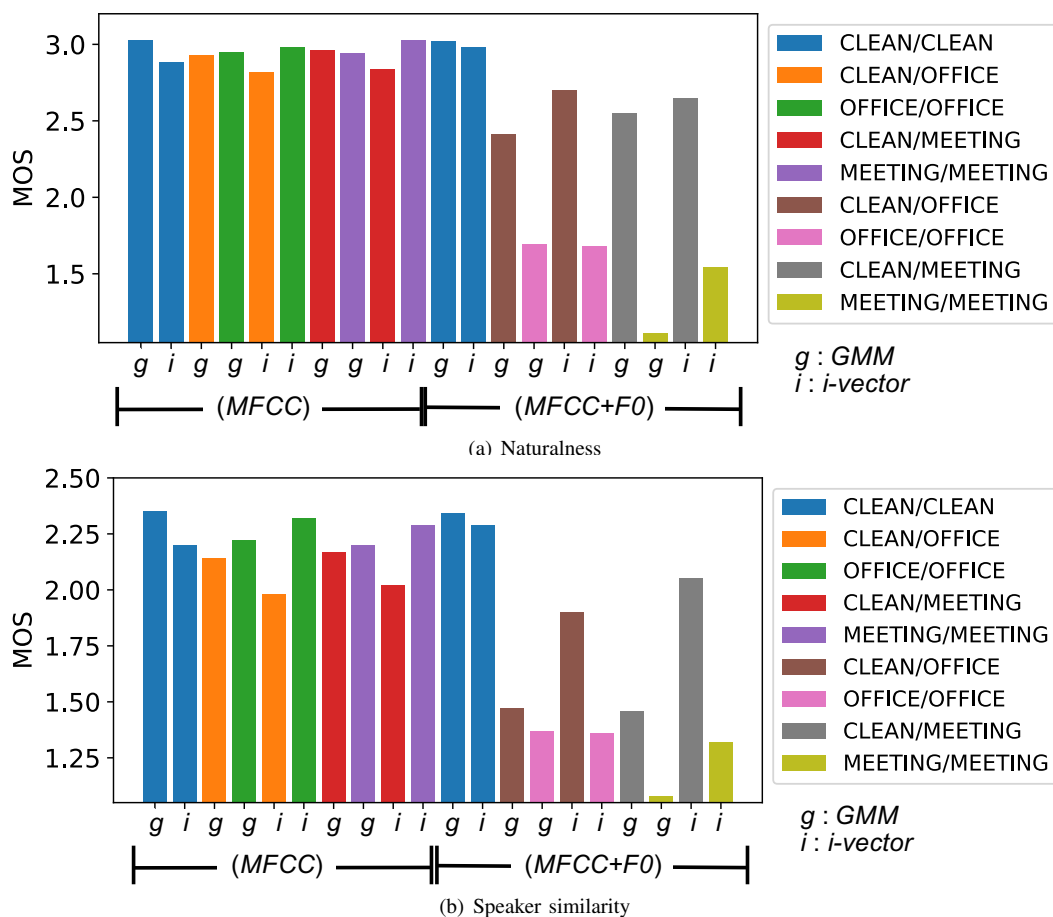 3.0
2.5
2.0
1.5
MOS
g i g g i i g g i i g i g g i i g g i i
(MFCC) (MFCC+F0)
CLEAN/CLEAN
CLEAN/OFFICE
OFFICE/OFFICE
CLEAN/MEETING
MEETING/MEETING
CLEAN/OFFICE
OFFICE/OFFICE
CLEAN/MEETING
MEETING/MEETING
g : GMM
i : i-vector
(a) Naturalness
2.50
2.25
2.00
1.75
1.50
1.25
MOS
g i g g i i g g i i g i g g i i g g i i
(MFCC) (MFCC+F0)
CLEAN/CLEAN
CLEAN/OFFICE
OFFICE/OFFICE
CLEAN/MEETING
MEETING/MEETING
CLEAN/OFFICE
OFFICE/OFFICE
CLEAN/MEETING
MEETING/MEETING
g : GMM
i : i-vector
(b) Speaker similarity